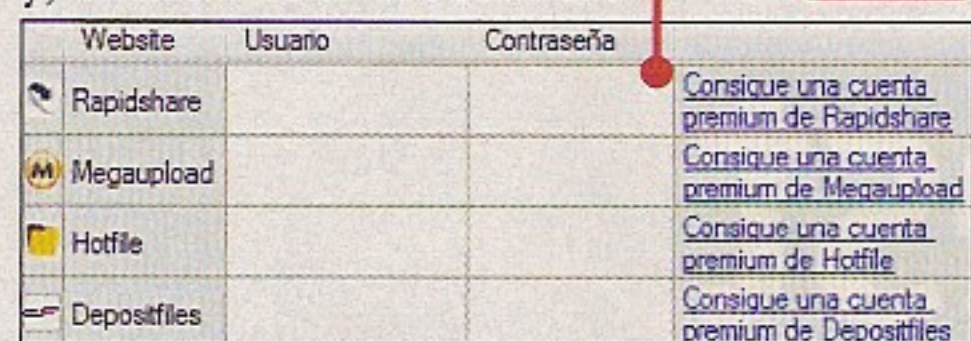 Website Usuario Contraseña
Rapidshare Consigue una cuenta
premium de Rapidshare
Megaupload Consigue una cuenta
premium de Megaupload
Hotfile Consigue una cuenta
premium de Hotfile
Depositfiles Consigue una cuenta
premium de Depositfiles